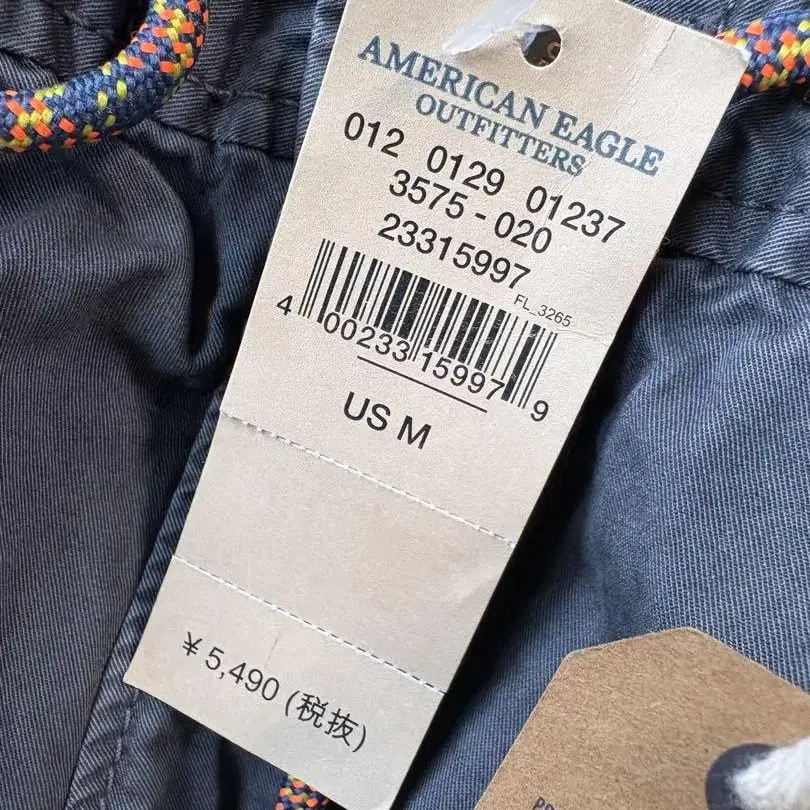 AMERICAN EAGLE
OUTFITTERS
012 0129 01237
3575-020
23315997
FL_3265
4 00233 15997 9
US M
¥5,490(税抜)